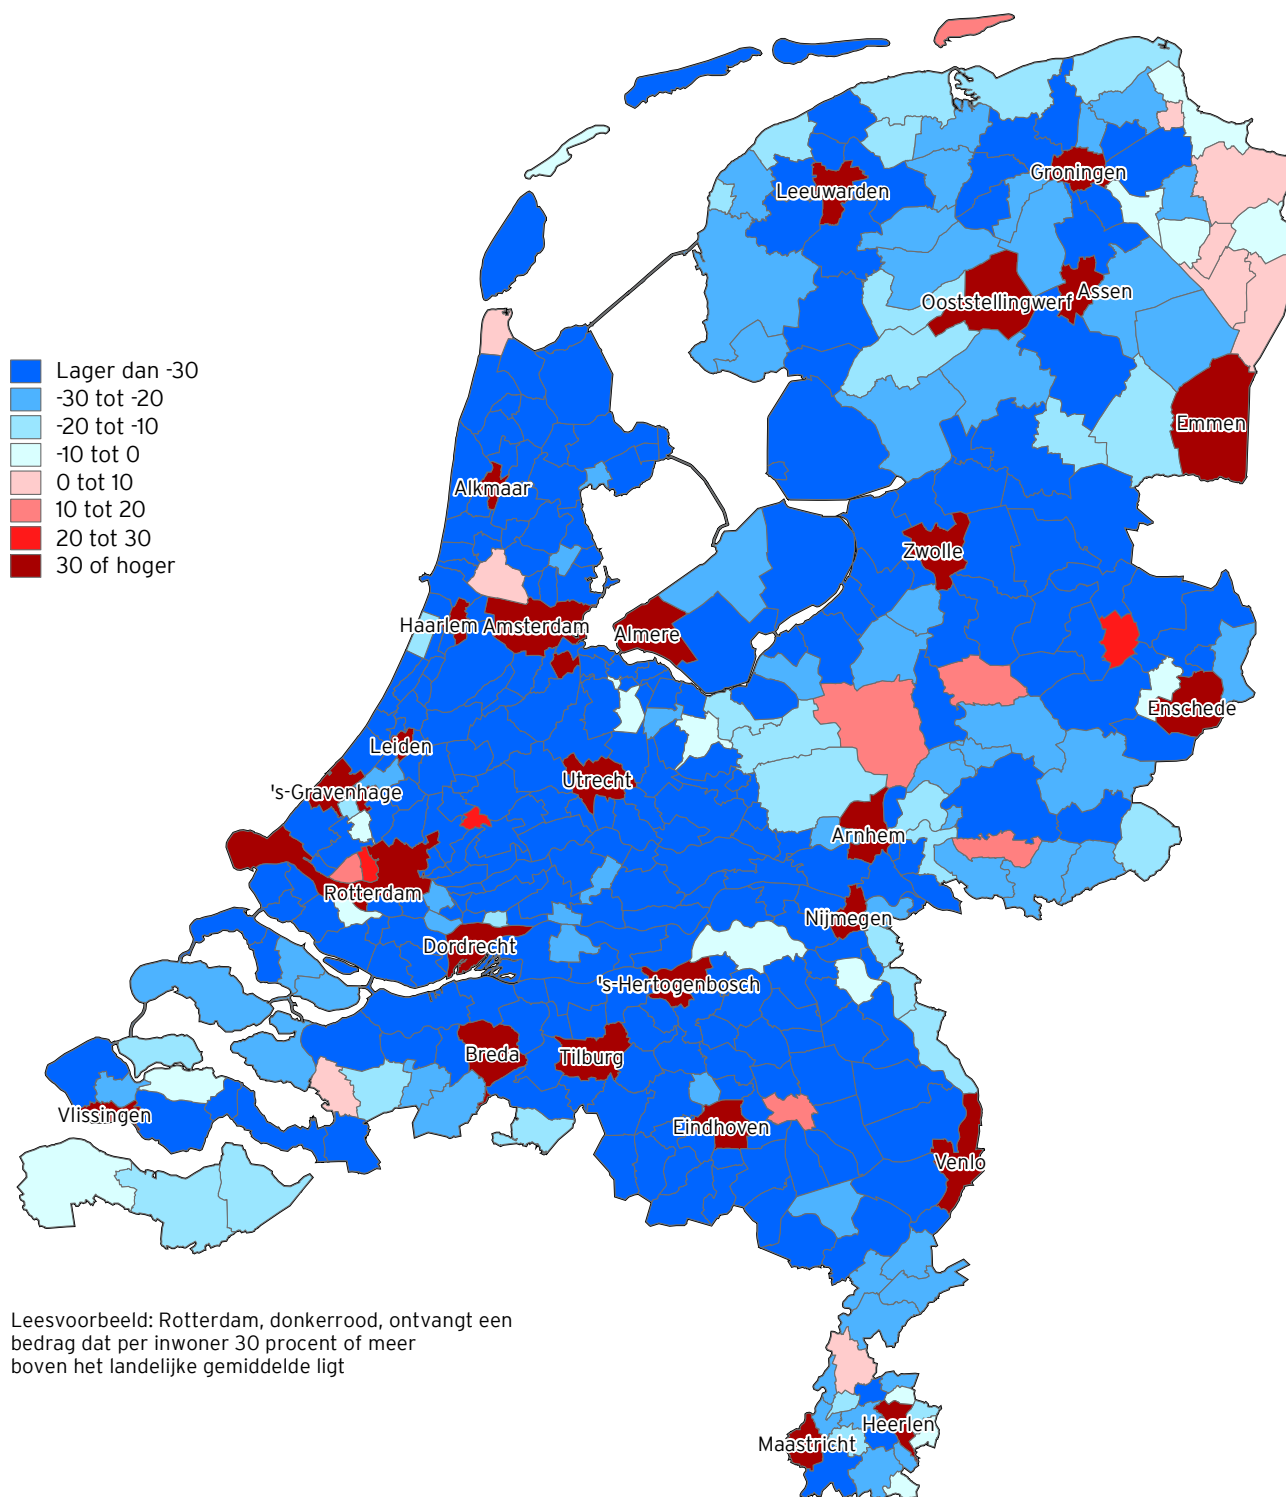 Groningen
Leeuwarden
Assen
Ooststellingwerf
Lager dan -30
-30 tot -20
-20 tot -10
-10 tot 0
0 tot 10
10 tot 20
20 tot 30
30 of hoger
Emmen
Alkmaar
Zwolle
Haarlem
Amsterdam
Almere
Enschede
Leiden
Utrecht
's-Gravenhage
Arnhem
Rotterdam
Nijmegen
Dordrecht
's-Hertogenbosch
Breda
Tilburg
Vlissingen
Eindhoven
Venlo
Leesvoorbeeld: Rotterdam, donkerrood, ontvangt een
bedrag dat per inwoner 30 procent of meer
boven het landelijke gemiddelde ligt
Heerlen
Maastricht